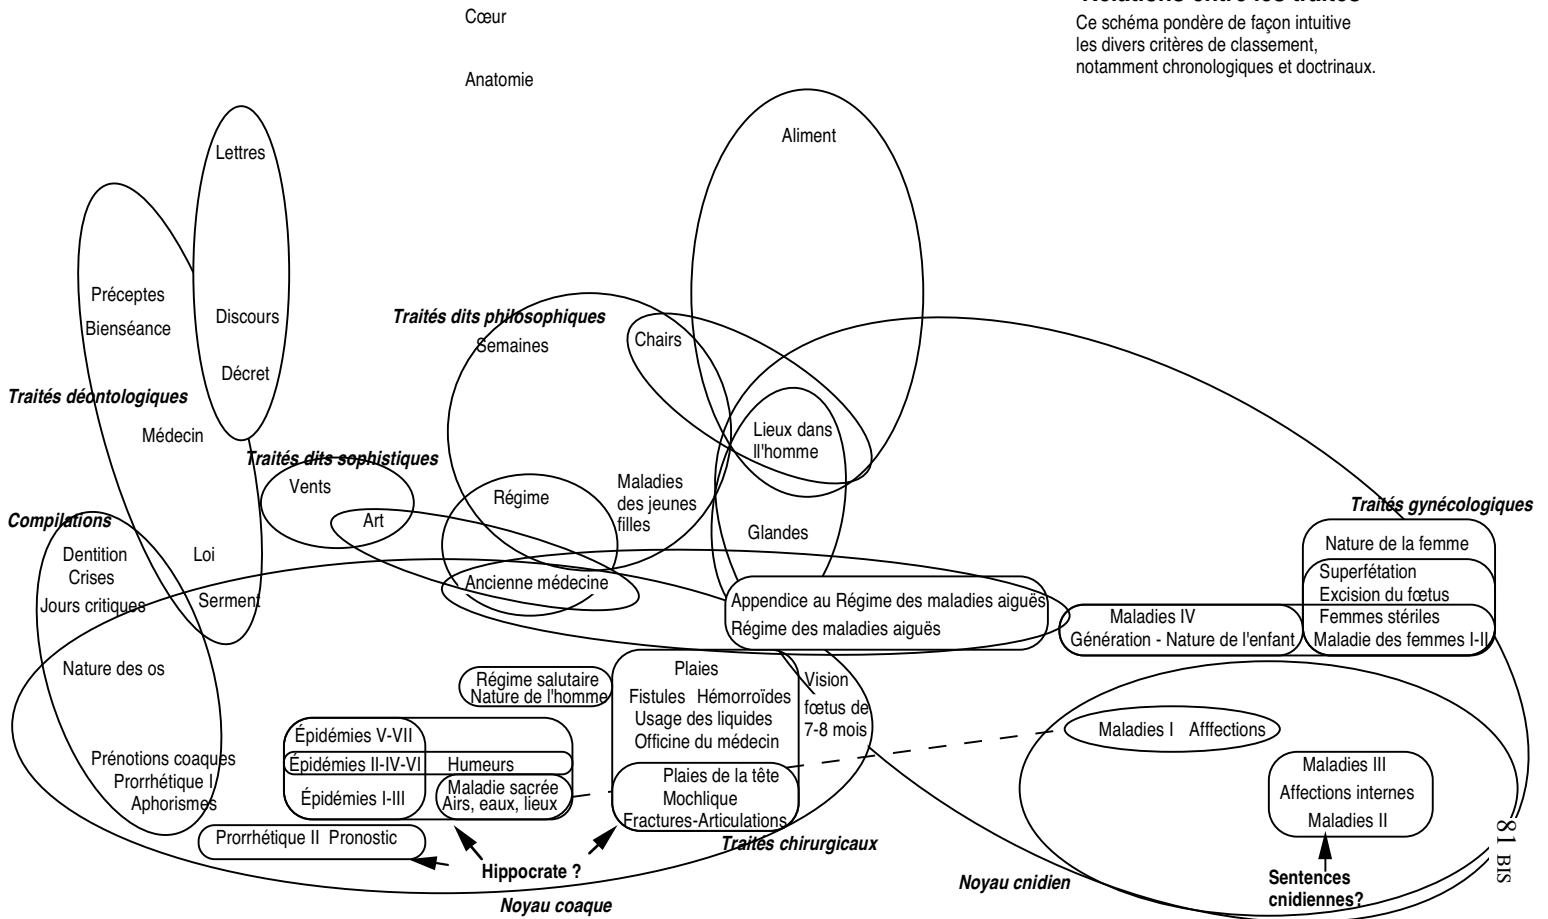 Relations entre les traités
Ce schéma pondère de façon intuitive
les divers critères de classement,
notamment chronologiques et doctrinaux.
Cœur
Anatomie
Aliment
Lettres
Préceptes
Bienséance
Discours
Décret
Traités déontologiques
Médecin
Traités dits philosophiques
Semaines
Chairs
Lieux dans
ll'homme
Traités dits sophistiques
Vents
Art
Régime
Maladies
des jeunes
filles
Glandes
Compilations
Dentition
Crises
Jours critiques
Loi
Serment
Ancienne médecine
Appendice au Régime des maladies aiguës
Régime des maladies aiguës
Traités gynécologiques
Nature de la femme
Superfétation
Excision du fœtus
Femmes stériles
Maladie des femmes I-II
Maladies IV
Génération - Nature de l'enfant
Nature des os
Régime salutaire
Nature de l'homme
Plaies
Fistules Hémorroïdes
Usage des liquides
Officine du médecin
Vision
fœtus de
7-8 mois
Plaies de la tête
Mochlique
Fractures-Articulations
Traités chirurgicaux
Prénotions coaques
Prorrhétique I
Aphorismes
Épidémies V-VII
Épidémies II-IV-VI
Humeurs
Épidémies I-III
Maladie sacrée
Airs, eaux, lieux
Prorrhétique II Pronostic
Hippocrate ?
Noyau coaque
Maladies I Afffections
Maladies III
Affections internes
Maladies II
Sentences
cnidiennes?
Noyau cnidien
81 BIS